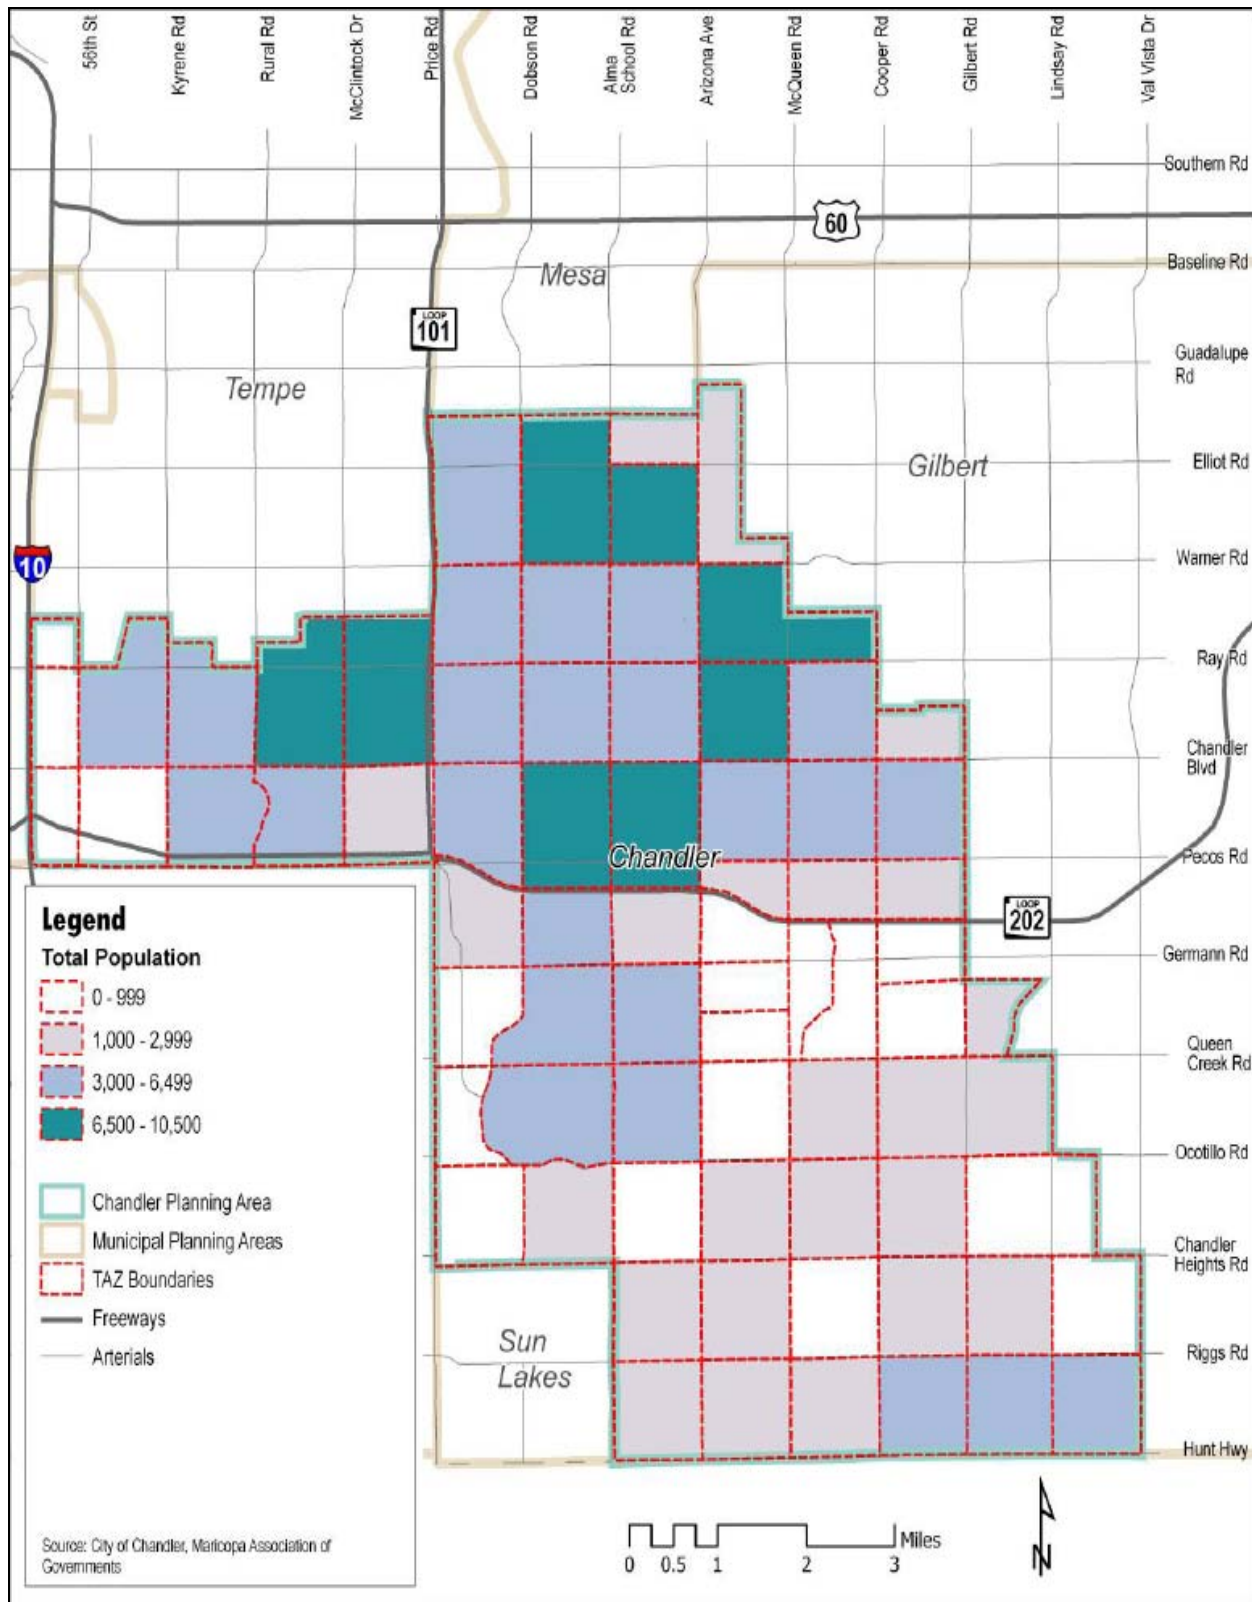 56th St
Kyrene Rd
Rural Rd
McClintock Dr
Price Rd
Dobson Rd
Alma
School Rd
Arizona Ave
McQueen Rd
Cooper Rd
Gilbert Rd
Lindsay Rd
Val Vista Dr
Southern Rd
60
Baseline Rd
Mesa
LOOP
101
Guadalupe
Rd
Tempe
Gilbert
Elliot Rd
10
Warner Rd
Ray Rd
Chandler
Blvd
Chandler
Pecos Rd
LOOP
202
Germann Rd
Queen
Creek Rd
Ocotillo Rd
Chandler
Heights Rd
Sun
Lakes
Riggs Rd
Hunt Hwy
Legend
Total Population
0 - 999
1,000 - 2,999
3,000 - 6,499
6,500 - 10,500
Chandler Planning Area
Municipal Planning Areas
TAZ Boundaries
Freeways
Arterials
Source: City of Chandler, Maricopa Association of
Governments
Miles
0 0.5 1 2 3
N